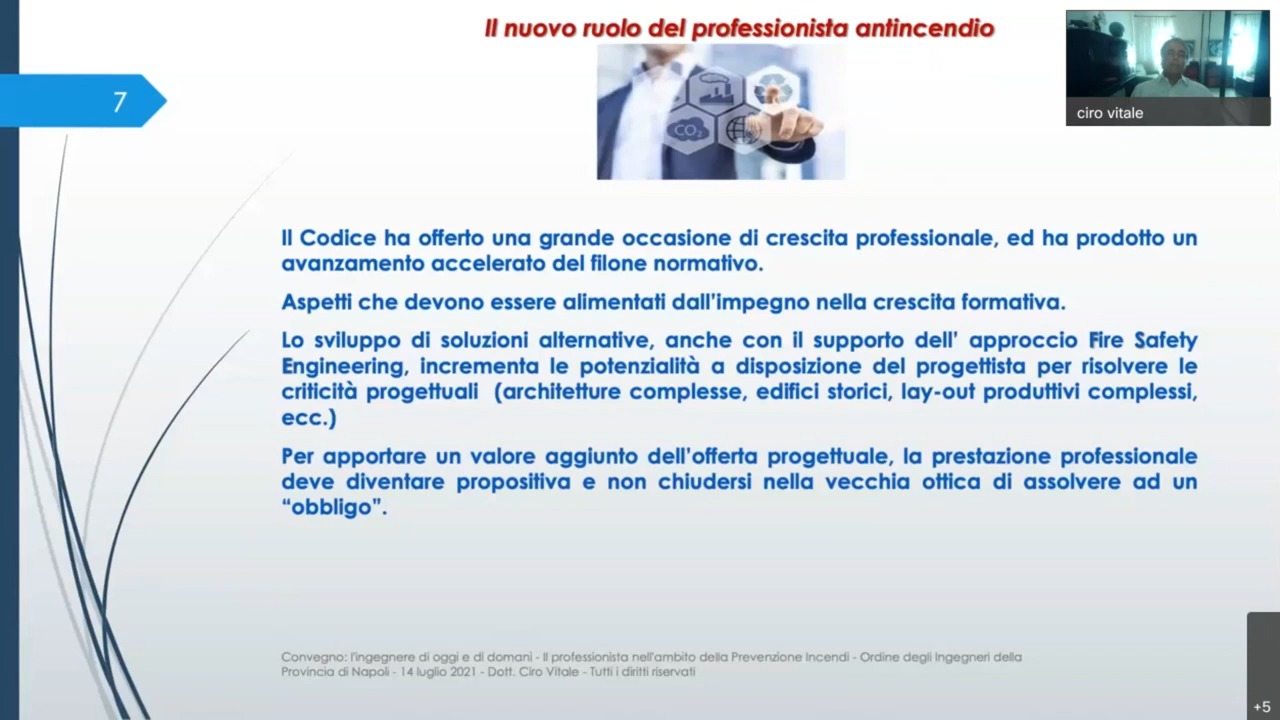 Il nuovo ruolo del professionista antincendio
7
CO2
ciro vitale
Il Codice ha offerto una grande occasione di crescita professionale, ed ha prodotto un
avanzamento accelerato del filone normativo.
Aspetti che devono essere alimentati dall'impegno nella crescita formativa.
Lo sviluppo di soluzioni alternative, anche con il supporto dell' approccio Fire Safety
Engineering, incrementa le potenzialità a disposizione del progettista per risolvere le
criticità progettuali (architetture complesse, edifici storici, lay-out produttivi complessi,
ecc.)
Per apportare un valore aggiunto dell'offerta progettuale, la prestazione professionale
deve diventare propositiva e non chiudersi nella vecchia ottica di assolvere ad un
“obbligo”.
Convegno: l'ingegnere di oggi e di domani - Il professionista nell'ambito della Prevenzione Incendi - Ordine degli Ingegneri della
Provincia di Napoli - 14 luglio 2021 - Dott. Ciro Vitale - Tutti i diritti riservati
+5